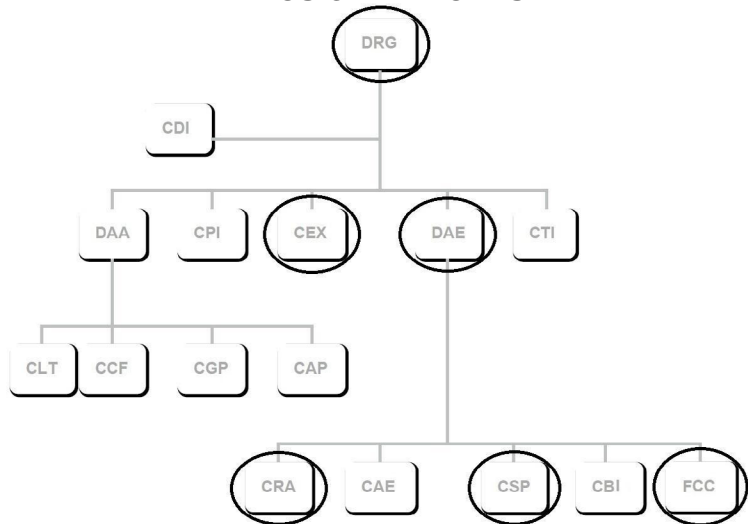 DRG
CDI
DAA CPI CEX DAE CTI
CLT CCF CGP CAP
CRA CAE CSP CBI FCC